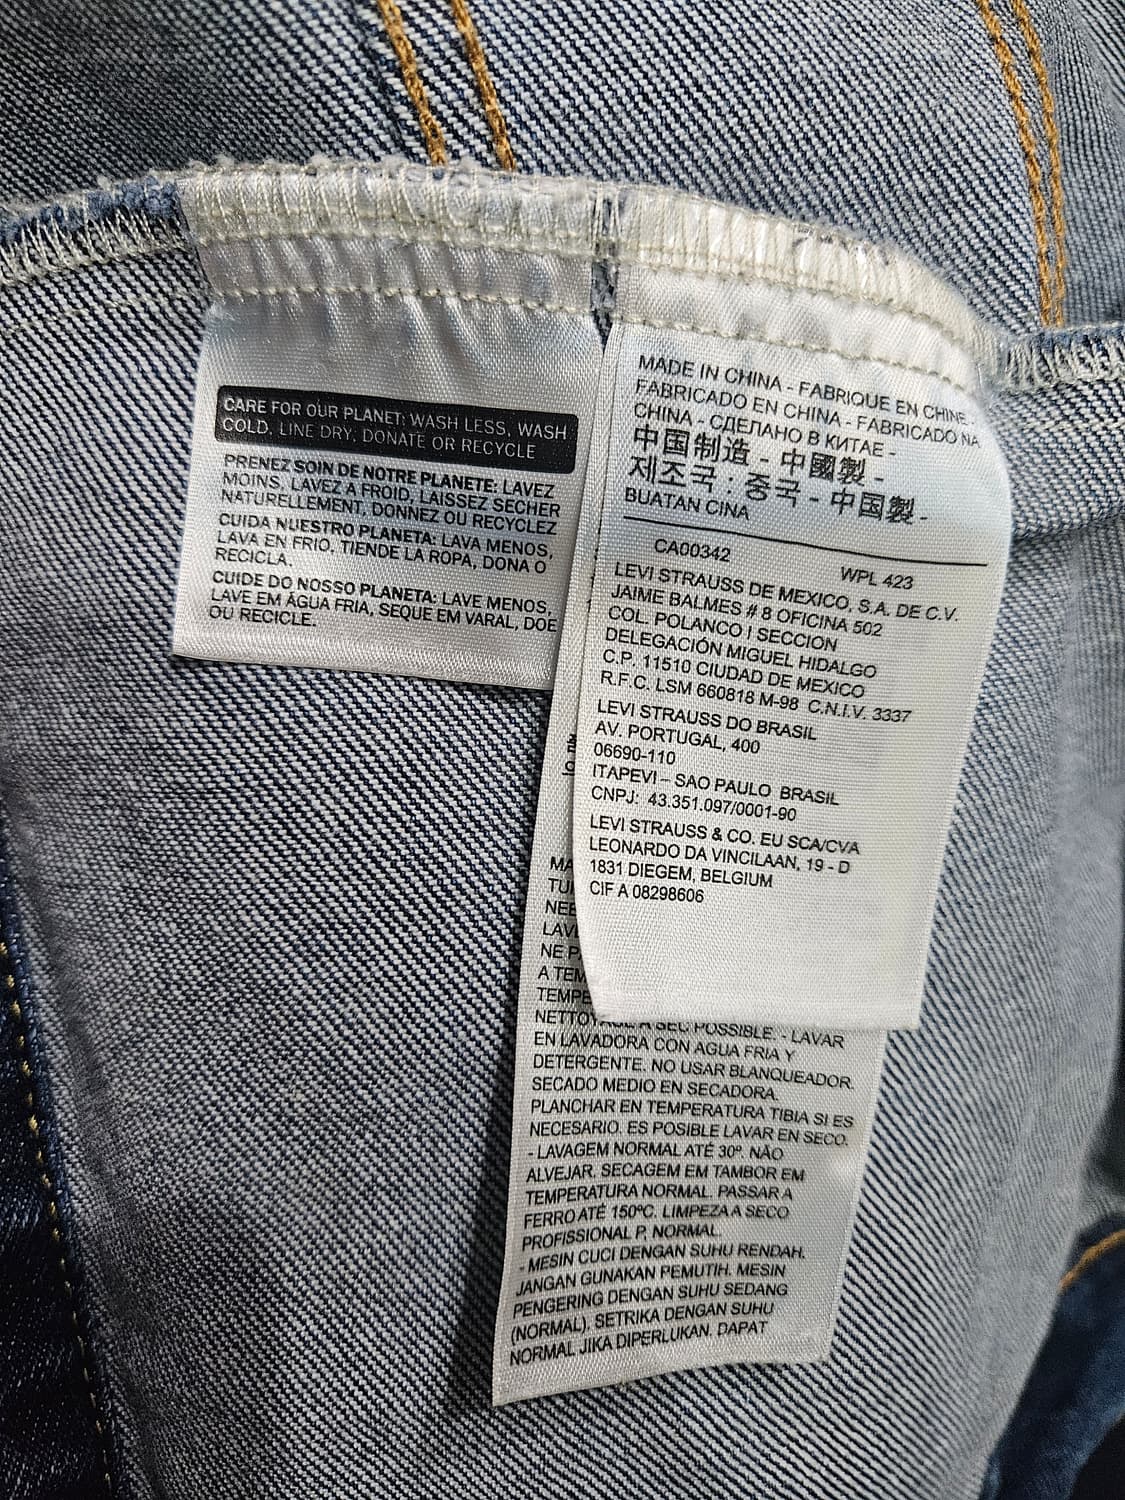 CARE FOR OUR PLANET: WASH LESS, WASH
COLD, LINE DRY, DONATE OR RECYCLE
PRENEZ SOIN DE NOTRE PLANETE: LAVEZ
MOINS, LAVEZ A FROID, LAISSEZ SECHER
NATURELLEMENT, DONNEZ OU RECYCLEZ
CUIDA NUESTRO PLANETA: LAVA MENOS,
LAVA EN FRIO, TIENDE LA ROPA, DONA O
RECICLA.
CUIDE DO NOSSO PLANETA: LAVE MENOS,
LAVE EM ÁGUA FRIA, SEQUE EM VARAL, DOE
OU RECICLE.
MADE IN CHINA - FABRIQUE EN CHINE -
FABRICADO EN CHINA - FABRICADO NA
CHINA - СДЕЛАНО В КИТАЕ -
中国制造 - 中國製 -
제조국 : 중국 - 中国製 -
BUATAN CINA
CA00342 WPL 423
LEVI STRAUSS DE MEXICO, S.A. DE C.V.
JAIME BALMES # 8 OFICINA 502
COL. POLANCO I SECCION
DELEGACIÓN MIGUEL HIDALGO
C.P. 11510 CIUDAD DE MEXICO
R.F.C. LSM 660818 M-98 C.N.I.V. 3337
LEVI STRAUSS DO BRASIL
AV. PORTUGAL, 400
06690-110
ITAPEVI – SAO PAULO BRASIL
CNPJ: 43.351.097/0001-90
LEVI STRAUSS & CO. EU SCA/CVA
LEONARDO DA VINCILAAN, 19 - D
1831 DIEGEM, BELGIUM
CIF A 08298606
MA
TU
NEE
LAV
NE P
A TEM
TEMPE
NETTOYAGE A SEC POSSIBLE. - LAVAR
EN LAVADORA CON AGUA FRIA Y
DETERGENTE. NO USAR BLANQUEADOR.
SECADO MEDIO EN SECADORA.
PLANCHAR EN TEMPERATURA TIBIA SI ES
NECESARIO. ES POSIBLE LAVAR EN SECO.
- LAVAGEM NORMAL ATÉ 30º. NÃO
ALVEJAR. SECAGEM EM TAMBOR EM
TEMPERATURA NORMAL. PASSAR A
FERRO ATÉ 150ºC. LIMPEZA A SECO
PROFISSIONAL P, NORMAL.
- MESIN CUCI DENGAN SUHU RENDAH.
JANGAN GUNAKAN PEMUTIH. MESIN
PENGERING DENGAN SUHU SEDANG
(NORMAL). SETRIKA DENGAN SUHU
NORMAL JIKA DIPERLUKAN. DAPAT